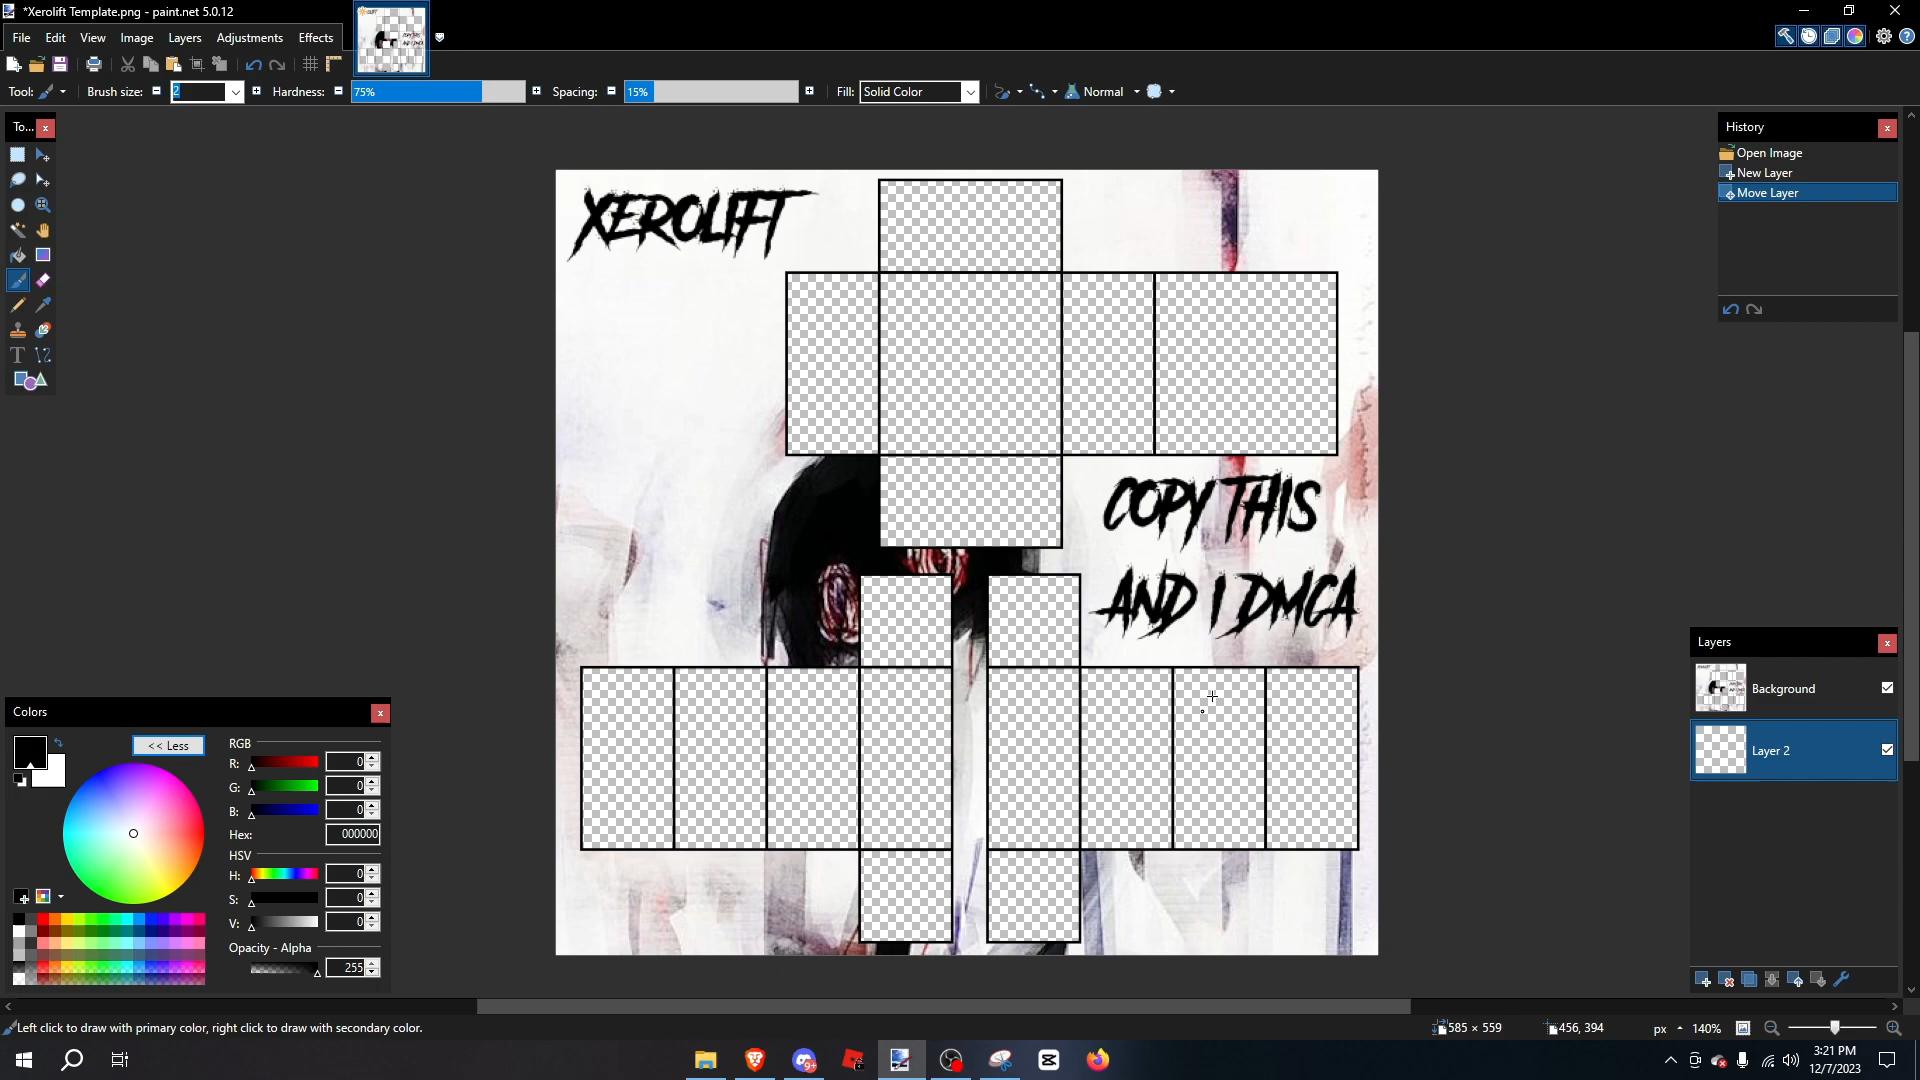 *Xerolift Template.png - paint.net 5.0.12
File Edit View Image Layers Adjustments Effects
Tool: Brush size: 2 Hardness: 75% Spacing: 15% Fill: Solid Color Normal
To...
History
Open Image
New Layer
Move Layer
XEROLIFT
COPY THIS
AND I DMCA
Layers
Background
Layer 2
Colors
<< Less
RGB
R: 0
G: 0
B: 0
Hex: 000000
HSV
H: 0
S: 0
V: 0
Opacity - Alpha
255
Left click to draw with primary color, right click to draw with secondary color.
585 × 559
456, 394
px
140%
9+
3:21 PM
12/7/2023